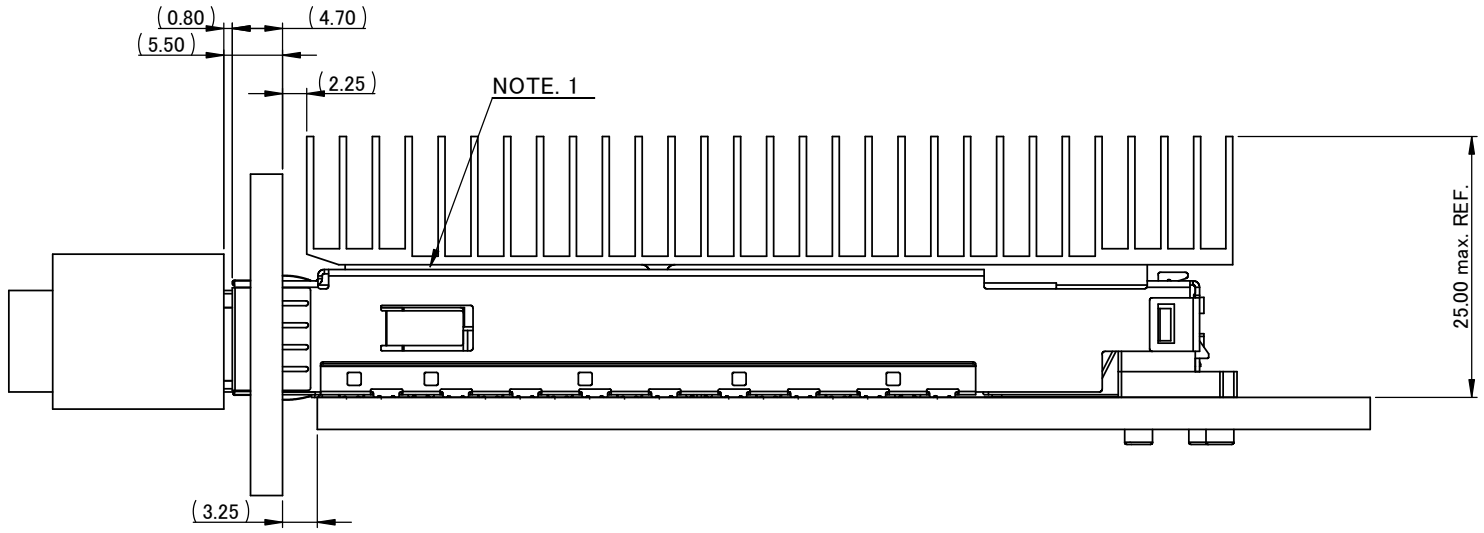 (0.80)
(4.70)
(5.50)
(2.25)
NOTE. 1
25.00 max. REF.
(3.25)